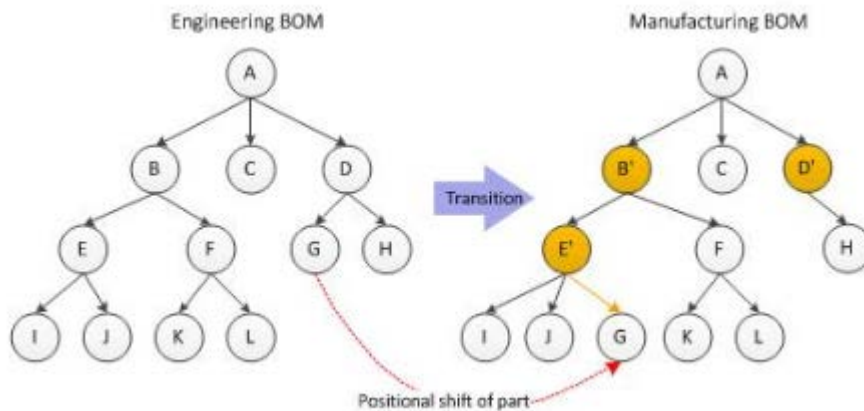 Engineering BOM
Manufacturing BOM
A
A
B
C
D
Transition
B'
C
D'
E
F
G
H
E'
F
H
I
J
K
L
I
J
G
K
L
Positional shift of part